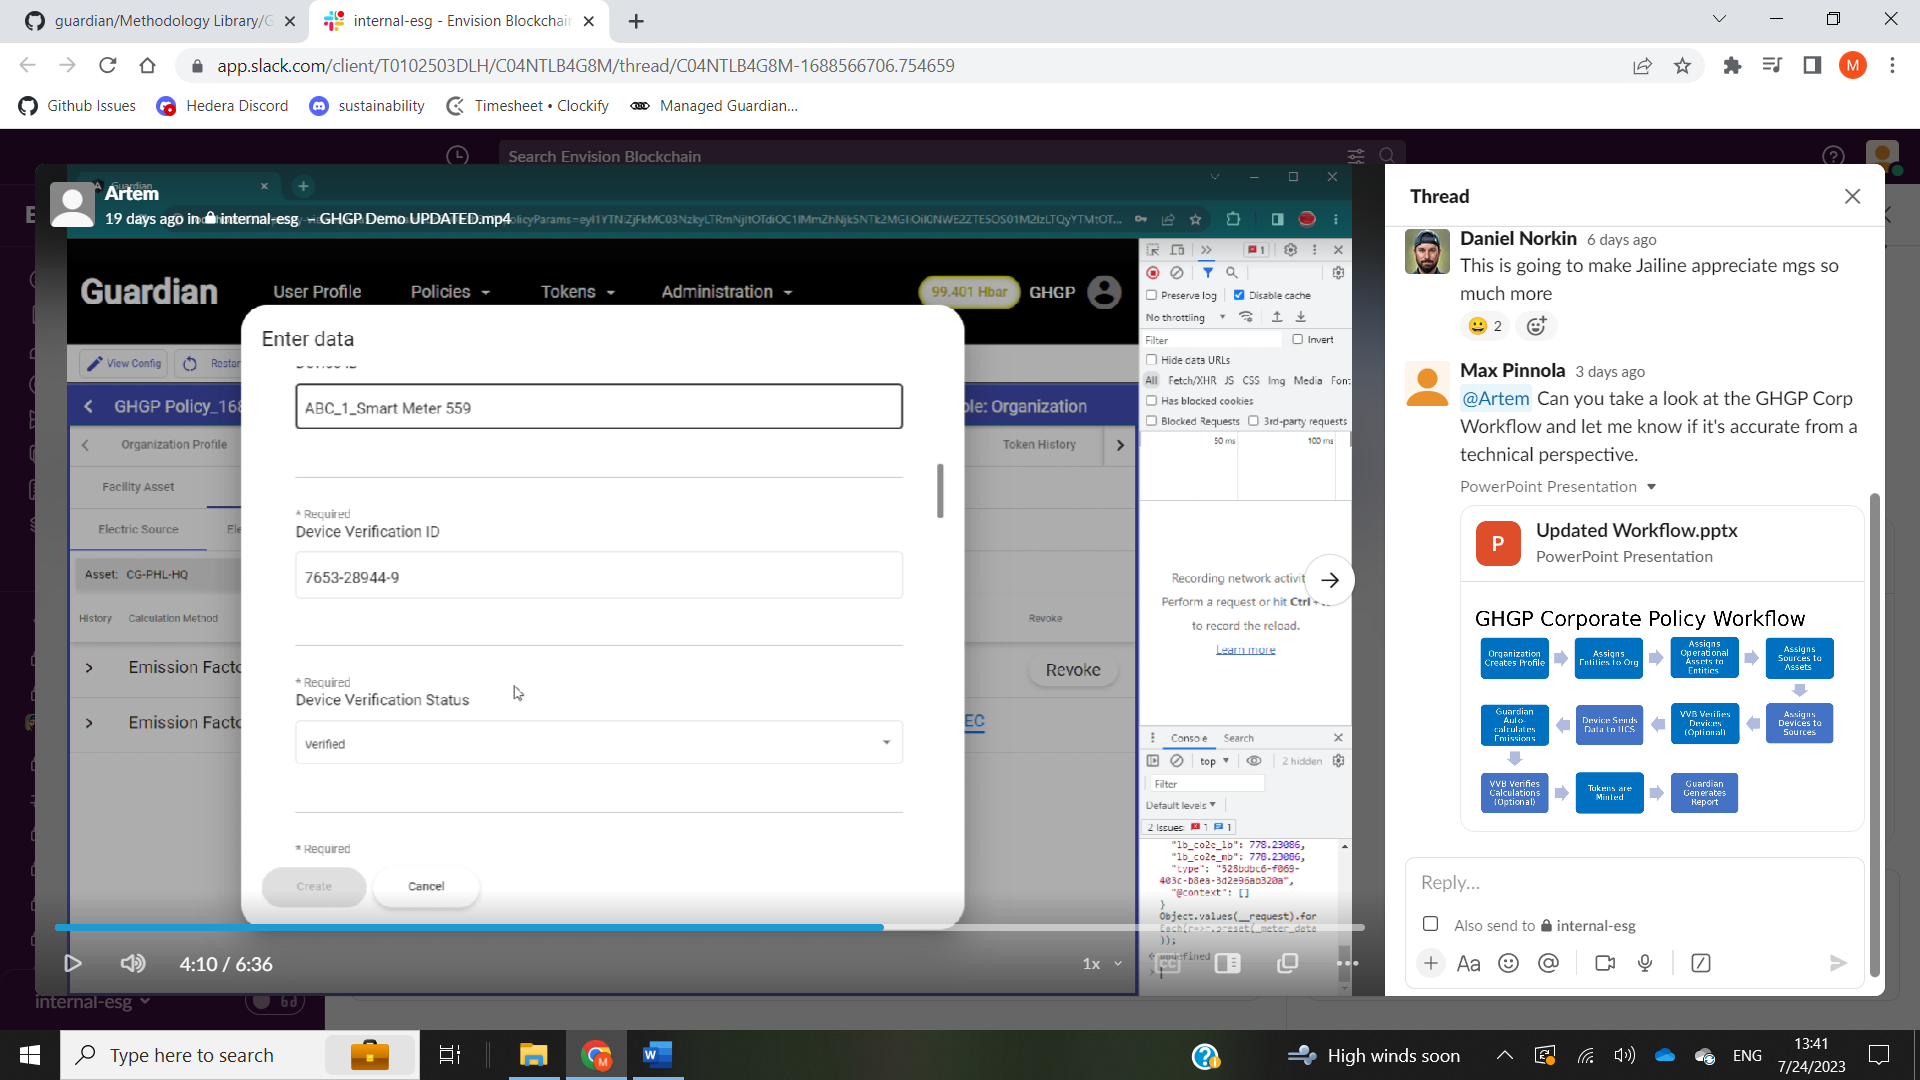 guardian/Methodology Library/G
internal-esg - Envision Blockchain
app.slack.com/client/T0102503DLH/C04NTLB4G8M/thread/C04NTLB4G8M-1688566706.754659
M
Github Issues
Hedera Discord
sustainability
Timesheet • Clockify
Managed Guardian...
Search Envision Blockchain
Guardian
Artem
19 days ago in internal-esg – GHGP Demo UPDATED.mp4
Guardian
User Profile
Policies
Tokens
Administration
99.401 Hbar
GHGP
View Config
Restar
GHGP Policy_168
ole: Organization
Organization Profile
Token History
Facility Asset
Electric Source
Ele
Asset: CG-PHL-HQ
History
Calculation Method
Revoke
Emission Facto
Revoke
Emission Facto
EC
Enter data
ABC_1_Smart Meter 559
* Required
Device Verification ID
7653-28944-9
* Required
Device Verification Status
verified
* Required
Create
Cancel
1
Preserve log
Disable cache
No throttling
Filter
Invert
Hide data URLs
All Fetch/XHR JS CSS Img Media Font
Has blocked cookies
Blocked Requests
3rd-party requests
50 ms
100 ms
Recording network activit
Perform a request or hit Ctrl +
to record the reload.
Learn more
Console
Search
top
2 hidden
Filter
Default levels
2 Issues: 1 1
"lb_co2e_lb": 778.23086,
"lb_co2e_mb": 778.23086,
"type": "528bdbc6-f069-
403c-b8ea-3d2e96ab320a",
"@context": []
}
Object.values(__request).for
Each(r=>r.preset(_meter_data
));
undefined
4:10 / 6:36
1x
CC
internal-esg
Thread
Daniel Norkin 6 days ago
This is going to make Jailine appreciate mgs so
much more
2
Max Pinnola 3 days ago
@Artem Can you take a look at the GHGP Corp
Workflow and let me know if it's accurate from a
technical perspective.
PowerPoint Presentation
P
Updated Workflow.pptx
PowerPoint Presentation
GHGP Corporate Policy Workflow
Organization
Creates Profile
Assigns
Entities to Org
Assigns
Operational
Assets to
Entities
Assigns
Sources to
Assets
Guardian
Auto-
calculates
Emissions
Device Sends
Data to IICS
VVB Verifies
Devices
(Optional)
Assigns
Devices to
Sources
VVB Verifies
Calculations
(Optional)
Tokens are
Minted
Guardian
Generates
Report
Reply...
Also send to internal-esg
Aa
Type here to search
High winds soon
ENG
13:41
7/24/2023